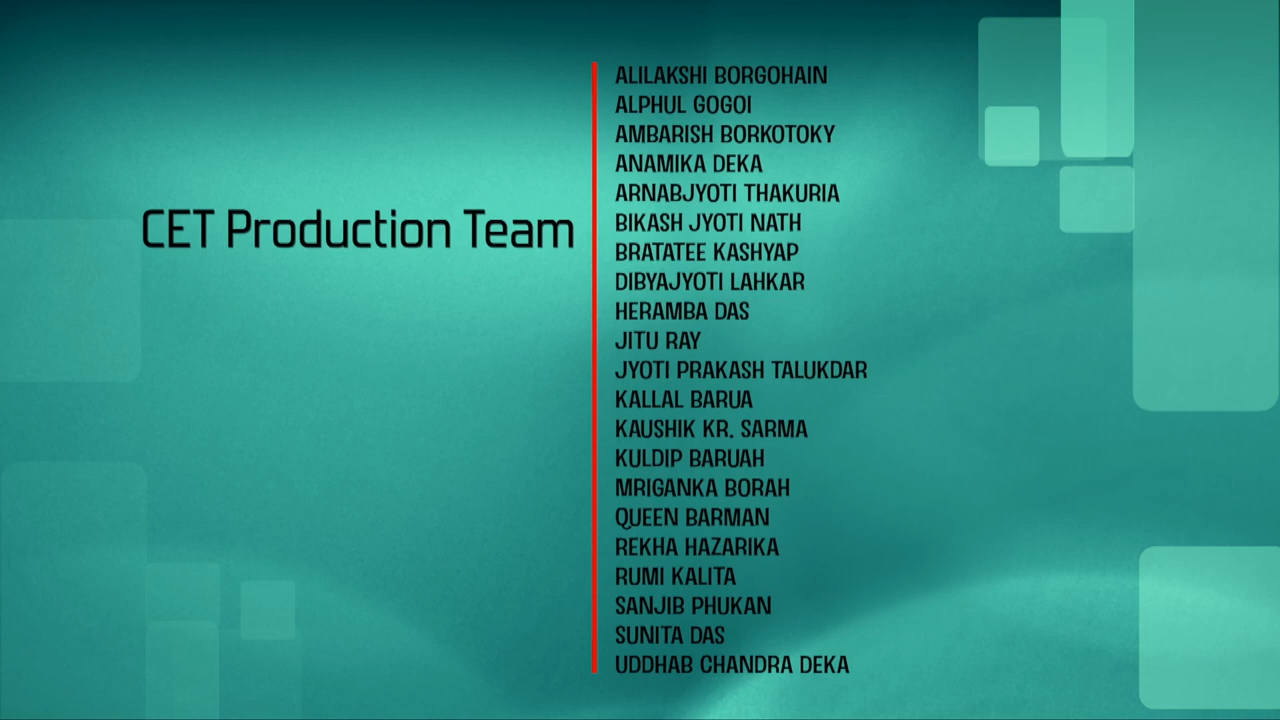 CET Production Team
ALILAKSHI BORGOHAIN
ALPHUL GOGOI
AMBARISH BORKOTOKY
ANAMIKA DEKA
ARNABJYOTI THAKURIA
BIKASH JYOTI NATH
BRATATEE KASHYAP
DIBYAJYOTI LAHKAR
HERAMBA DAS
JITU RAY
JYOTI PRAKASH TALUKDAR
KALLAL BARUA
KAUSHIK KR. SARMA
KULDIP BARUAH
MRIGANKA BORAH
QUEEN BARMAN
REKHA HAZARIKA
RUMI KALITA
SANJIB PHUKAN
SUNITA DAS
UDDHAB CHANDRA DEKA